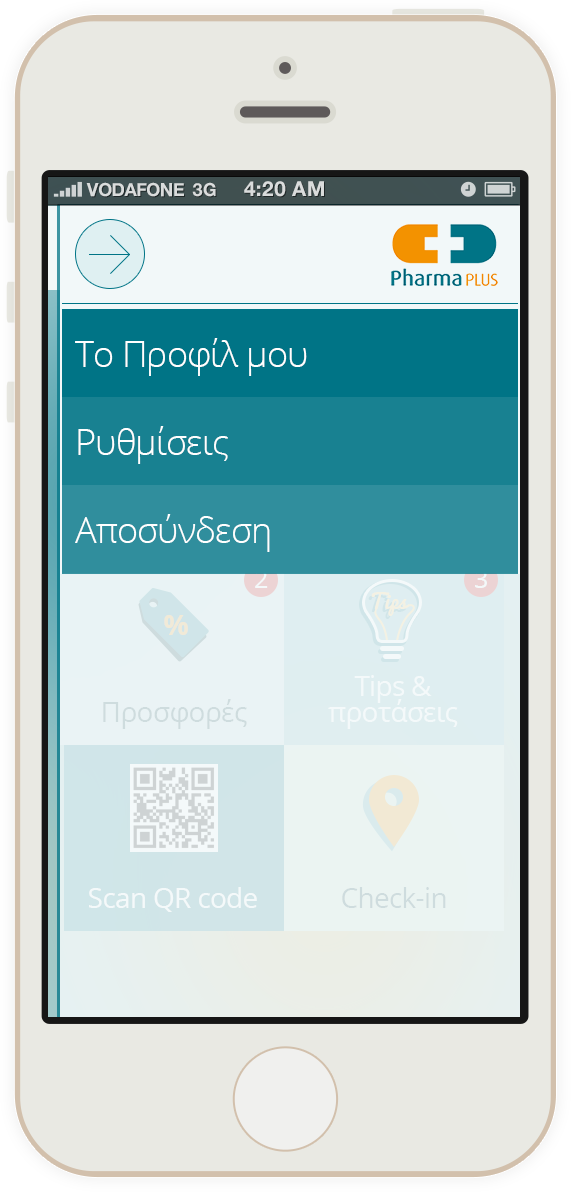 VODAFONE 3G 4:20 AM
Pharma PLUS
Το Προφίλ μου
Ρυθμίσεις
Αποσύνδεση
2 3
%
Tips
Προσφορές
Tips &
προτάσεις
Scan QR code
Check-in